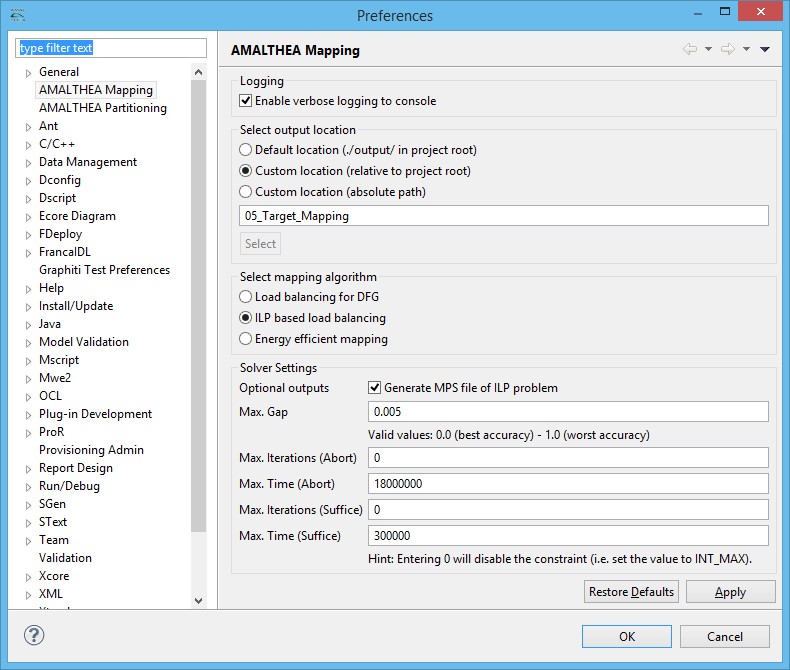 Preferences
type filter text
General
AMALTHEA Mapping
AMALTHEA Partitioning
Ant
C/C++
Data Management
Dconfig
Dscript
Ecore Diagram
FDeploy
FrancaIDL
Graphiti Test Preferences
Help
Install/Update
Java
Model Validation
Mscript
Mwe2
OCL
Plug-in Development
ProR
Provisioning Admin
Report Design
Run/Debug
SGen
SText
Team
Validation
Xcore
XML
AMALTHEA Mapping
Logging
Enable verbose logging to console
Select output location
Default location (./output/ in project root)
Custom location (relative to project root)
Custom location (absolute path)
05_Target_Mapping
Select
Select mapping algorithm
Load balancing for DFG
ILP based load balancing
Energy efficient mapping
Solver Settings
Optional outputs Generate MPS file of ILP problem
Max. Gap 0.005
Valid values: 0.0 (best accuracy) - 1.0 (worst accuracy)
Max. Iterations (Abort) 0
Max. Time (Abort) 18000000
Max. Iterations (Suffice) 0
Max. Time (Suffice) 300000
Hint: Entering 0 will disable the constraint (i.e. set the value to INT_MAX).
Restore Defaults Apply
OK Cancel